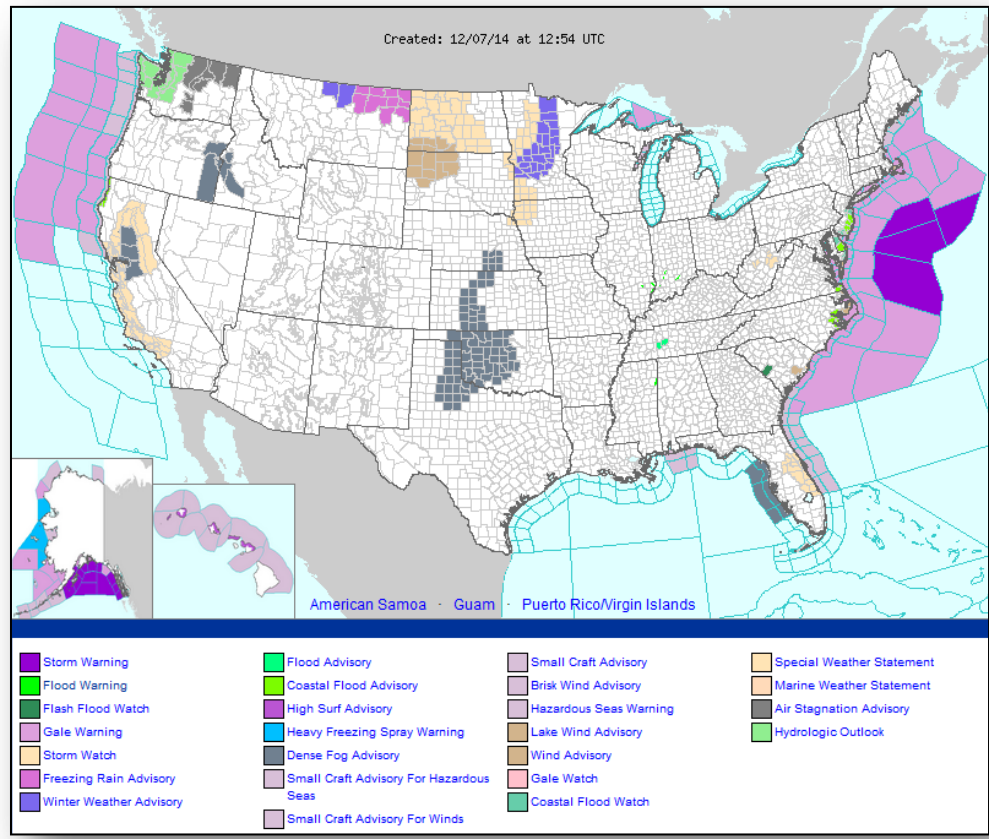 Created: 12/07/14 at 12:54 UTC
American Samoa · Guam · Puerto Rico/Virgin Islands
Storm Warning
Flood Warning
Flash Flood Watch
Gale Warning
Storm Watch
Freezing Rain Advisory
Winter Weather Advisory
Flood Advisory
Coastal Flood Advisory
High Surf Advisory
Heavy Freezing Spray Warning
Dense Fog Advisory
Small Craft Advisory For Hazardous
Seas
Small Craft Advisory For Winds
Small Craft Advisory
Brisk Wind Advisory
Hazardous Seas Warning
Lake Wind Advisory
Wind Advisory
Gale Watch
Coastal Flood Watch
Special Weather Statement
Marine Weather Statement
Air Stagnation Advisory
Hydrologic Outlook